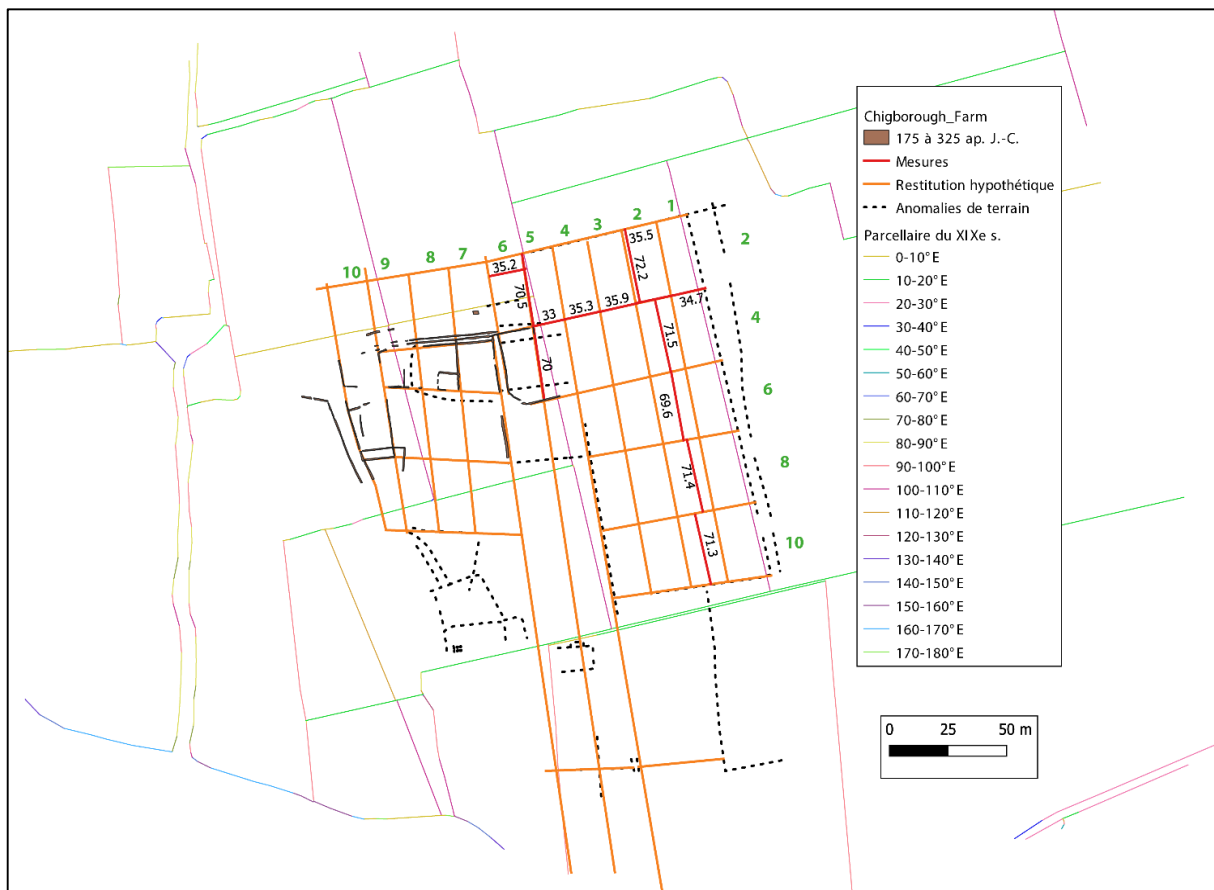 Chigborough_Farm
175 à 325 ap. J.-C.
Mesures
Restitution hypothétique
Anomalies de terrain
Parcellaire du XIXe s.
0-10° E
10-20° E
20-30° E
30-40° E
40-50° E
50-60° E
60-70° E
70-80° E
80-90° E
90-100° E
100-110° E
110-120° E
120-130° E
130-140° E
140-150° E
150-160° E
160-170° E
170-180° E
0 25 50 m
10 9 8 7 6 5 4 3 2 1
2
4
6
8
10
35.2
70.5
35.5
72.2
33
35.3
35.9
34.7
71.5
70
69.6
71.4
71.3